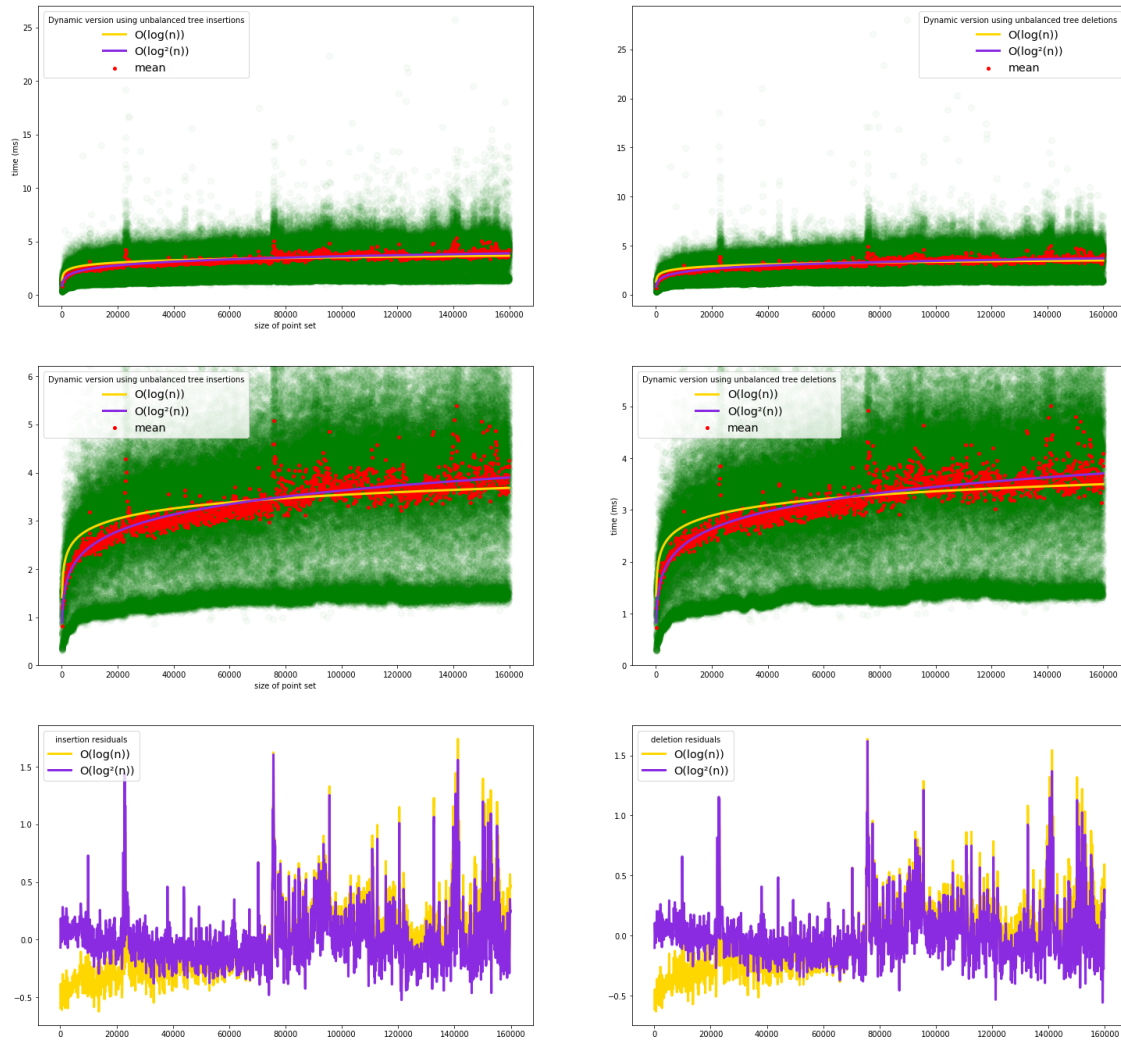 Dynamic version using unbalanced tree insertions
O(log(n))
O(log²(n))
mean
time (ms)
25
20
15
10
5
0
0 20000 40000 60000 80000 100000 120000 140000 160000
size of point set
Dynamic version using unbalanced tree deletions
O(log(n))
O(log²(n))
mean
25
20
15
10
5
0
0 20000 40000 60000 80000 100000 120000 140000 160000
Dynamic version using unbalanced tree insertions
O(log(n))
O(log²(n))
mean
6
5
4
3
2
1
0
0 20000 40000 60000 80000 100000 120000 140000 160000
size of point set
Dynamic version using unbalanced tree deletions
O(log(n))
O(log²(n))
mean
time (ms)
5
4
3
2
1
0
0 20000 40000 60000 80000 100000 120000 140000 160000
insertion residuals
O(log(n))
O(log²(n))
1.5
1.0
0.5
0.0
−0.5
0 20000 40000 60000 80000 100000 120000 140000 160000
deletion residuals
O(log(n))
O(log²(n))
1.5
1.0
0.5
0.0
−0.5
0 20000 40000 60000 80000 100000 120000 140000 160000